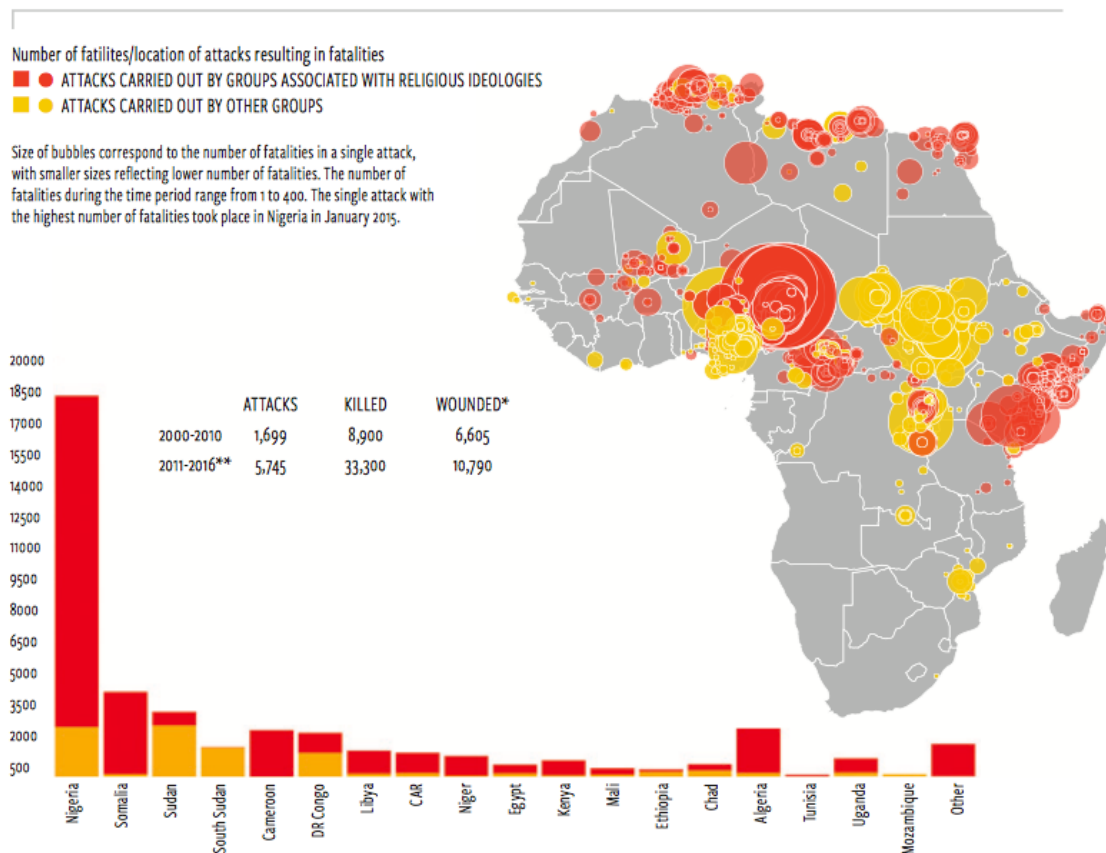 Number of fatilites/location of attacks resulting in fatalities
ATTACKS CARRIED OUT BY GROUPS ASSOCIATED WITH RELIGIOUS IDEOLOGIES
ATTACKS CARRIED OUT BY OTHER GROUPS
Size of bubbles correspond to the number of fatalities in a single attack,
with smaller sizes reflecting lower number of fatalities. The number of
fatalities during the time period range from 1 to 400. The single attack with
the highest number of fatalities took place in Nigeria in January 2015.
20000
18500
17000
15500
14000
12500
11000
9500
8000
6500
5000
3500
2000
500
ATTACKS KILLED WOUNDED*
2000-2010 1,699 8,900 6,605
2011-2016** 5,745 33,300 10,790
Nigeria
Somalia
Sudan
South Sudan
Cameroon
DR Congo
Libya
CAR
Niger
Egypt
Kenya
Mali
Ethiopia
Chad
Algeria
Tunisia
Uganda
Mozambique
Other